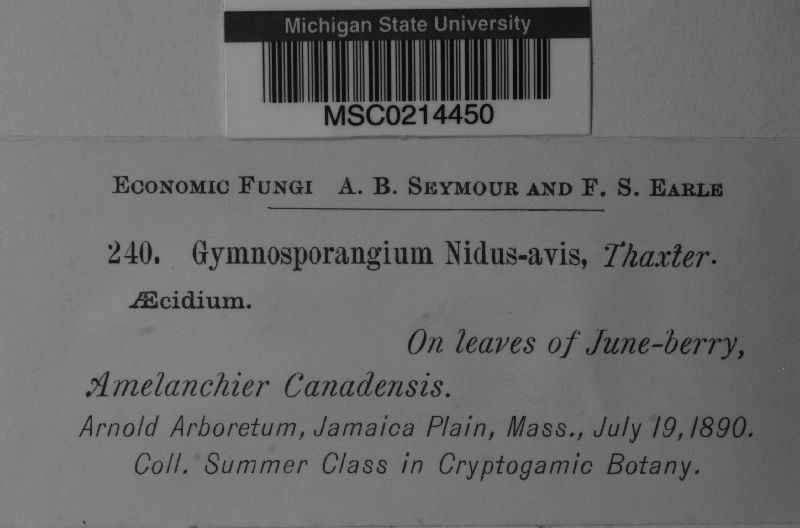 Michigan State University
MSC0214450
ECONOMIC FUNGI A. B. SEYMOUR AND F. S. EARLE
240. Gymnosporangium Nidus-avis, Thaxter.
Æcidium.
On leaves of June-berry,
Amelanchier Canadensis.
Arnold Arboretum, Jamaica Plain, Mass., July 19, 1890.
Coll. Summer Class in Cryptogamic Botany.